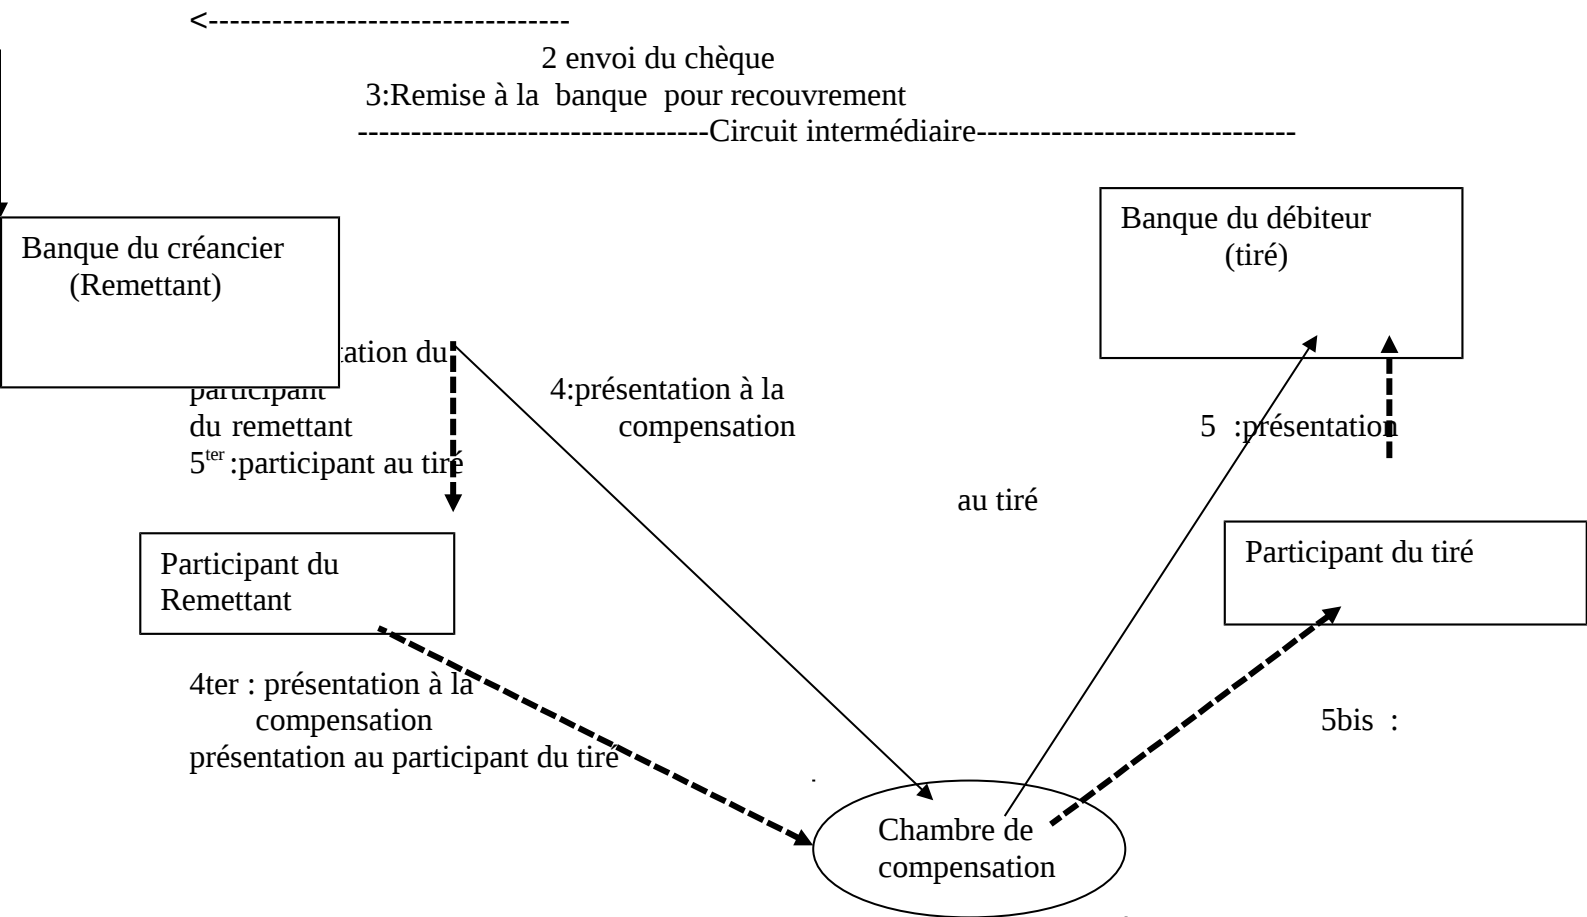 <--------------------------------
2 envoi du chèque
3:Remise à la banque pour recouvrement
---------------------------------Circuit intermédiaire------------------------------
Banque du débiteur
(tiré)
Banque du créancier
(Remettant)
ation du
participant
4:présentation à la
du remettant
compensation
5 :présentation
5ter :participant au tiré
au tiré
Participant du
Remettant
Participant du tiré
4ter : présentation à la
compensation
5bis :
présentation au participant du tiré
Chambre de
compensation